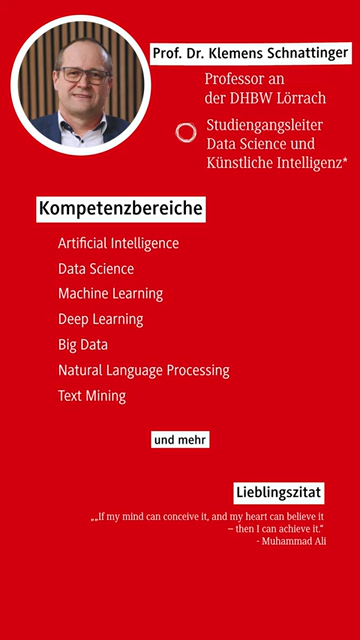 Prof. Dr. Klemens Schnattinger
Professor an
der DHBW Lörrach
Studiengangsleiter
Data Science und
Künstliche Intelligenz*
Kompetenzbereiche
Artificial Intelligence
Data Science
Machine Learning
Deep Learning
Big Data
Natural Language Processing
Text Mining
und mehr
Lieblingszitat
„„If my mind can conceive it, and my heart can believe it
– then I can achieve it.“
- Muhammad Ali